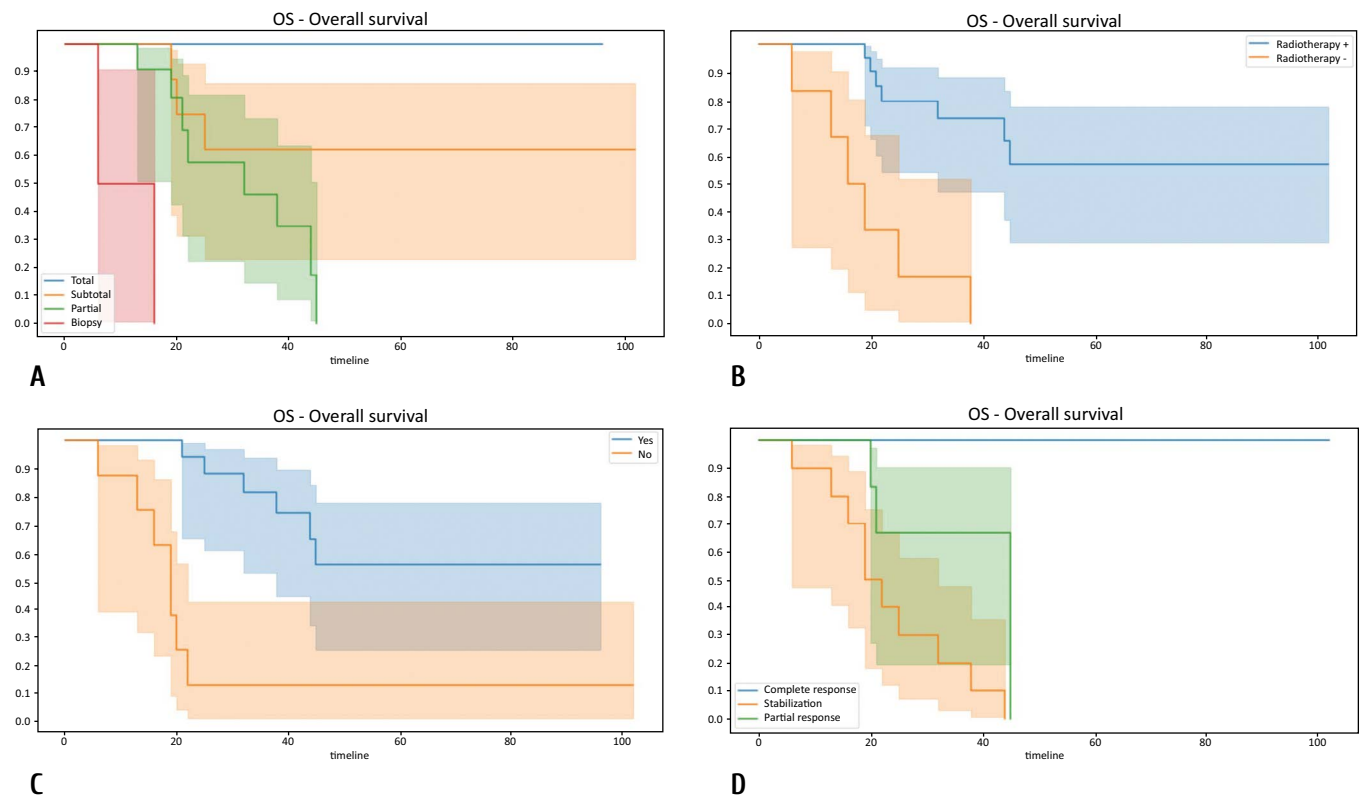 OS - Overall survival
0.9
0.8
0.7
0.6
0.5
0.4
0.3
0.2
0.1
0.0
Total
Subtotal
Partial
Biopsy
0 20 40 60 80 100
timeline
A
OS - Overall survival
Radiotherapy +
Radiotherapy -
0.9
0.8
0.7
0.6
0.5
0.4
0.3
0.2
0.1
0.0
0 20 40 60 80 100
timeline
B
OS - Overall survival
Yes
No
0.9
0.8
0.7
0.6
0.5
0.4
0.3
0.2
0.1
0.0
0 20 40 60 80 100
timeline
C
OS - Overall survival
0.9
0.8
0.7
0.6
0.5
0.4
0.3
0.2
0.1
0.0
Complete response
Stabilization
Partial response
0 20 40 60 80 100
timeline
D